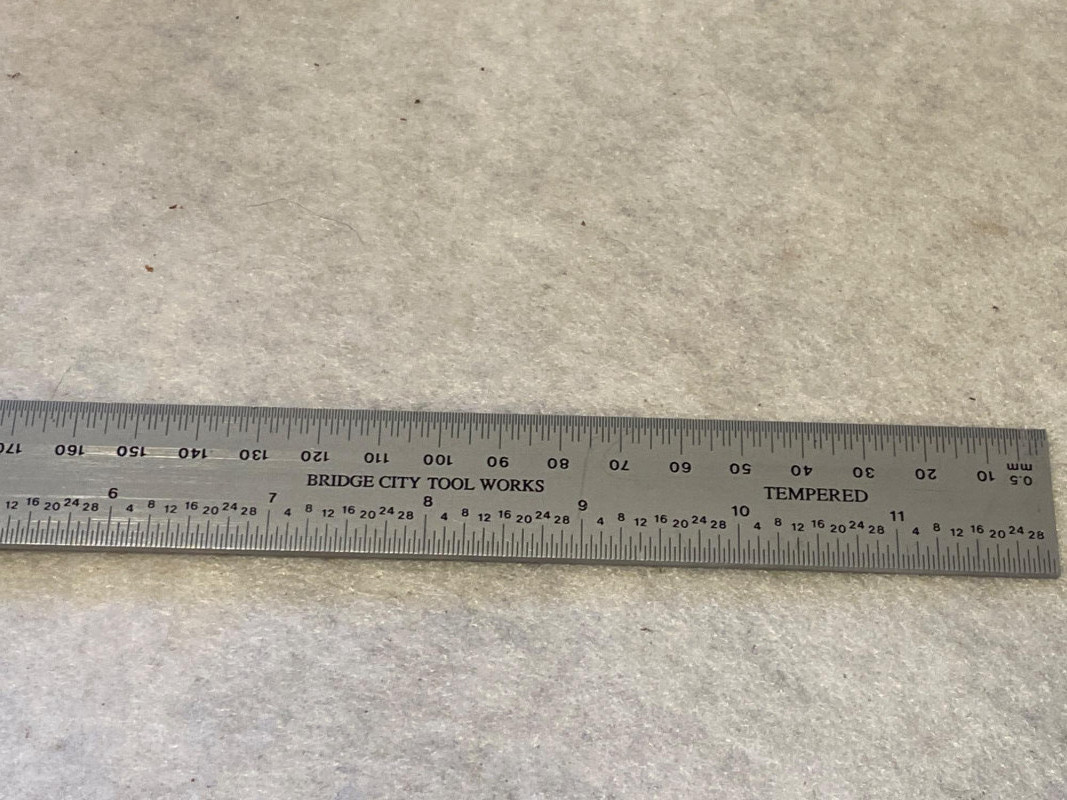 170 160 150 140 130 120 110 100 90 80 70 60 50 40 30 20 10 0.5 mm
BRIDGE CITY TOOL WORKS TEMPERED
6 7 8 9 10 11
12 16 20 24 28 4 8 12 16 20 24 28 4 8 12 16 20 24 28 4 8 12 16 20 24 28 4 8 12 16 20 24 28 4 8 12 16 20 24 28 4 8 12 16 20 24 28